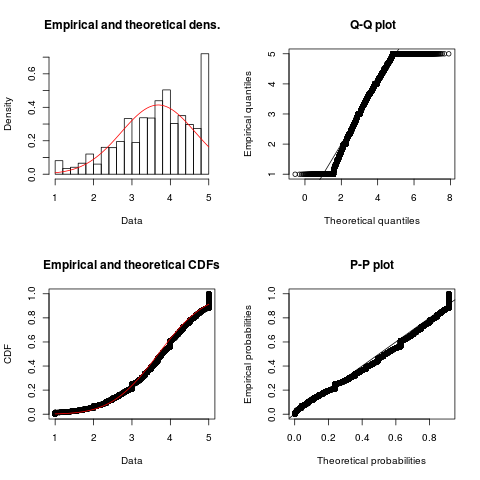 Empirical and theoretical dens.
Density
0.0 0.2 0.4 0.6
1 2 3 4 5
Data
Q-Q plot
Empirical quantiles
1 2 3 4 5
0 2 4 6 8
Theoretical quantiles
Empirical and theoretical CDFs
CDF
0.0 0.2 0.4 0.6 0.8 1.0
1 2 3 4 5
Data
P-P plot
Empirical probabilities
0.0 0.2 0.4 0.6 0.8 1.0
0.0 0.2 0.4 0.6 0.8
Theoretical probabilities